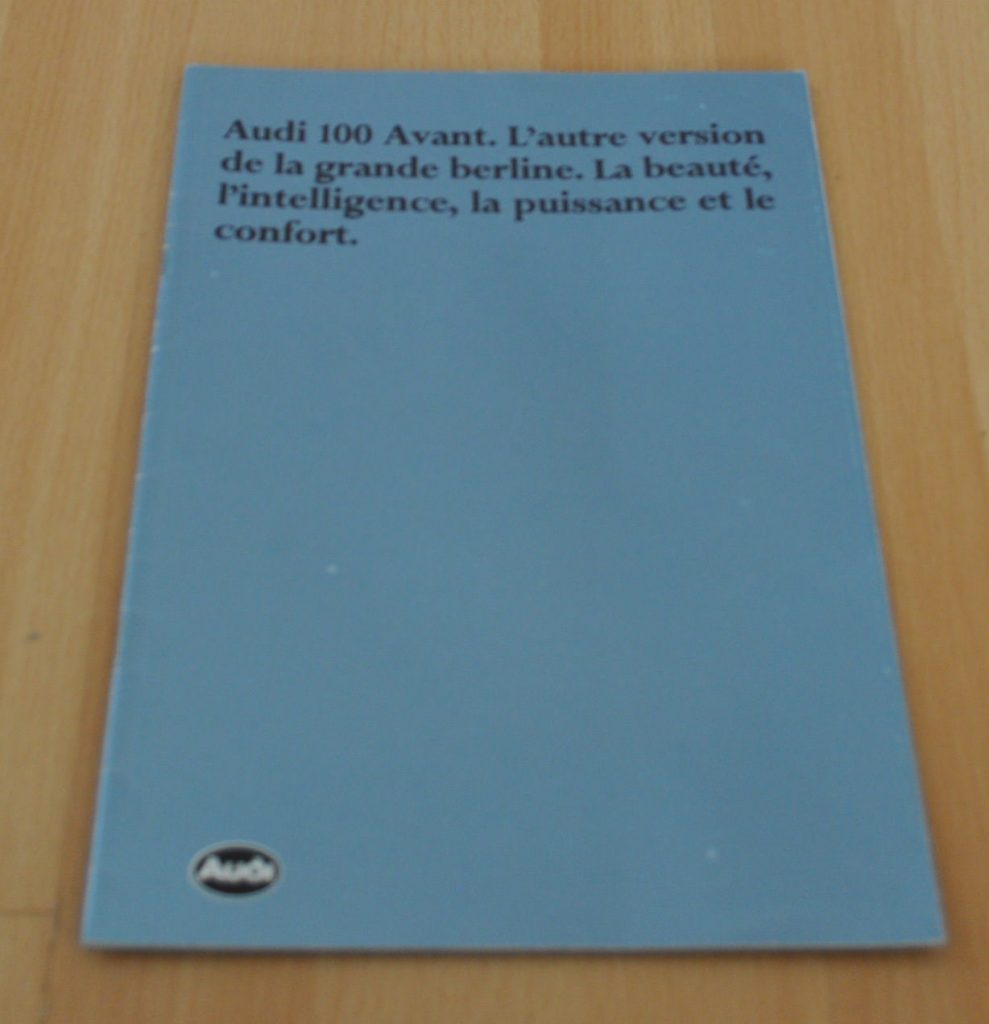 Audi 100 Avant. L'autre version
de la grande berline. La beauté,
l'intelligence, la puissance et le
confort.
Audi